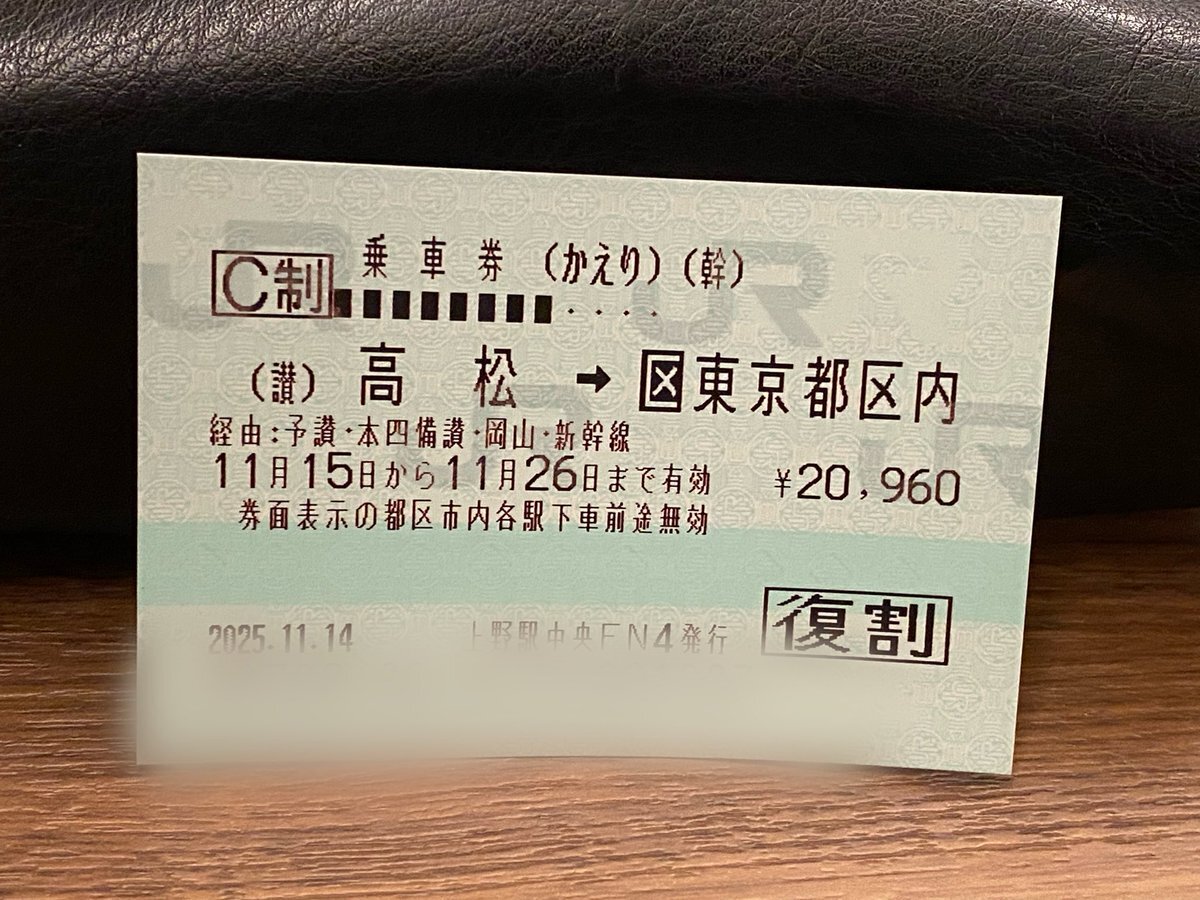 乗車券 (かえり) (幹)
C制
(讃) 高松 → 区 東京都区内
経由:予讃・本四備讃・岡山・新幹線
11月15日から11月26日まで有効 ¥20,960
券面表示の都区市内各駅下車前途無効
2025.11.14 上野駅中央FN4発行 復割